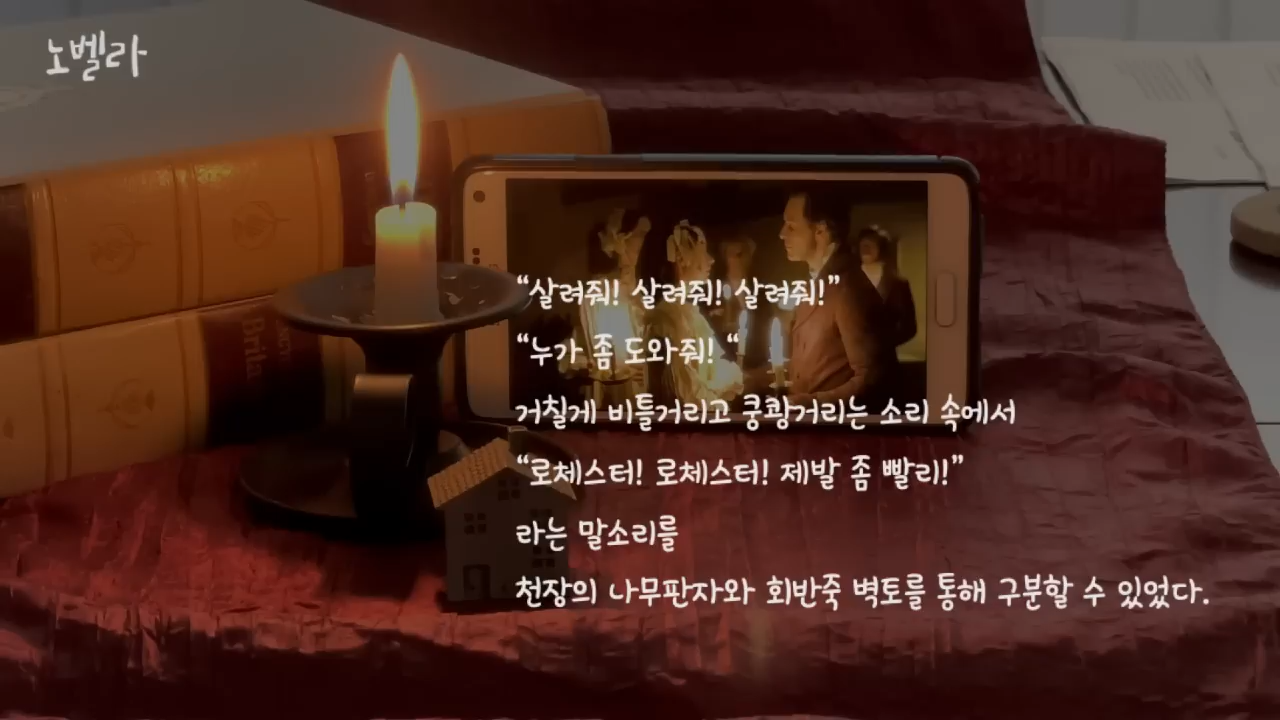 노벨라
“살려줘! 살려줘! 살려줘!”
“누가 좀 도와줘! “
거칠게 비틀거리고 쿵쾅거리는 소리 속에서
“로체스터! 로체스터! 제발 좀 빨리!”
라는 말소리를
천장의 나무판자와 회반죽 벽토를 통해 구분할 수 있었다.